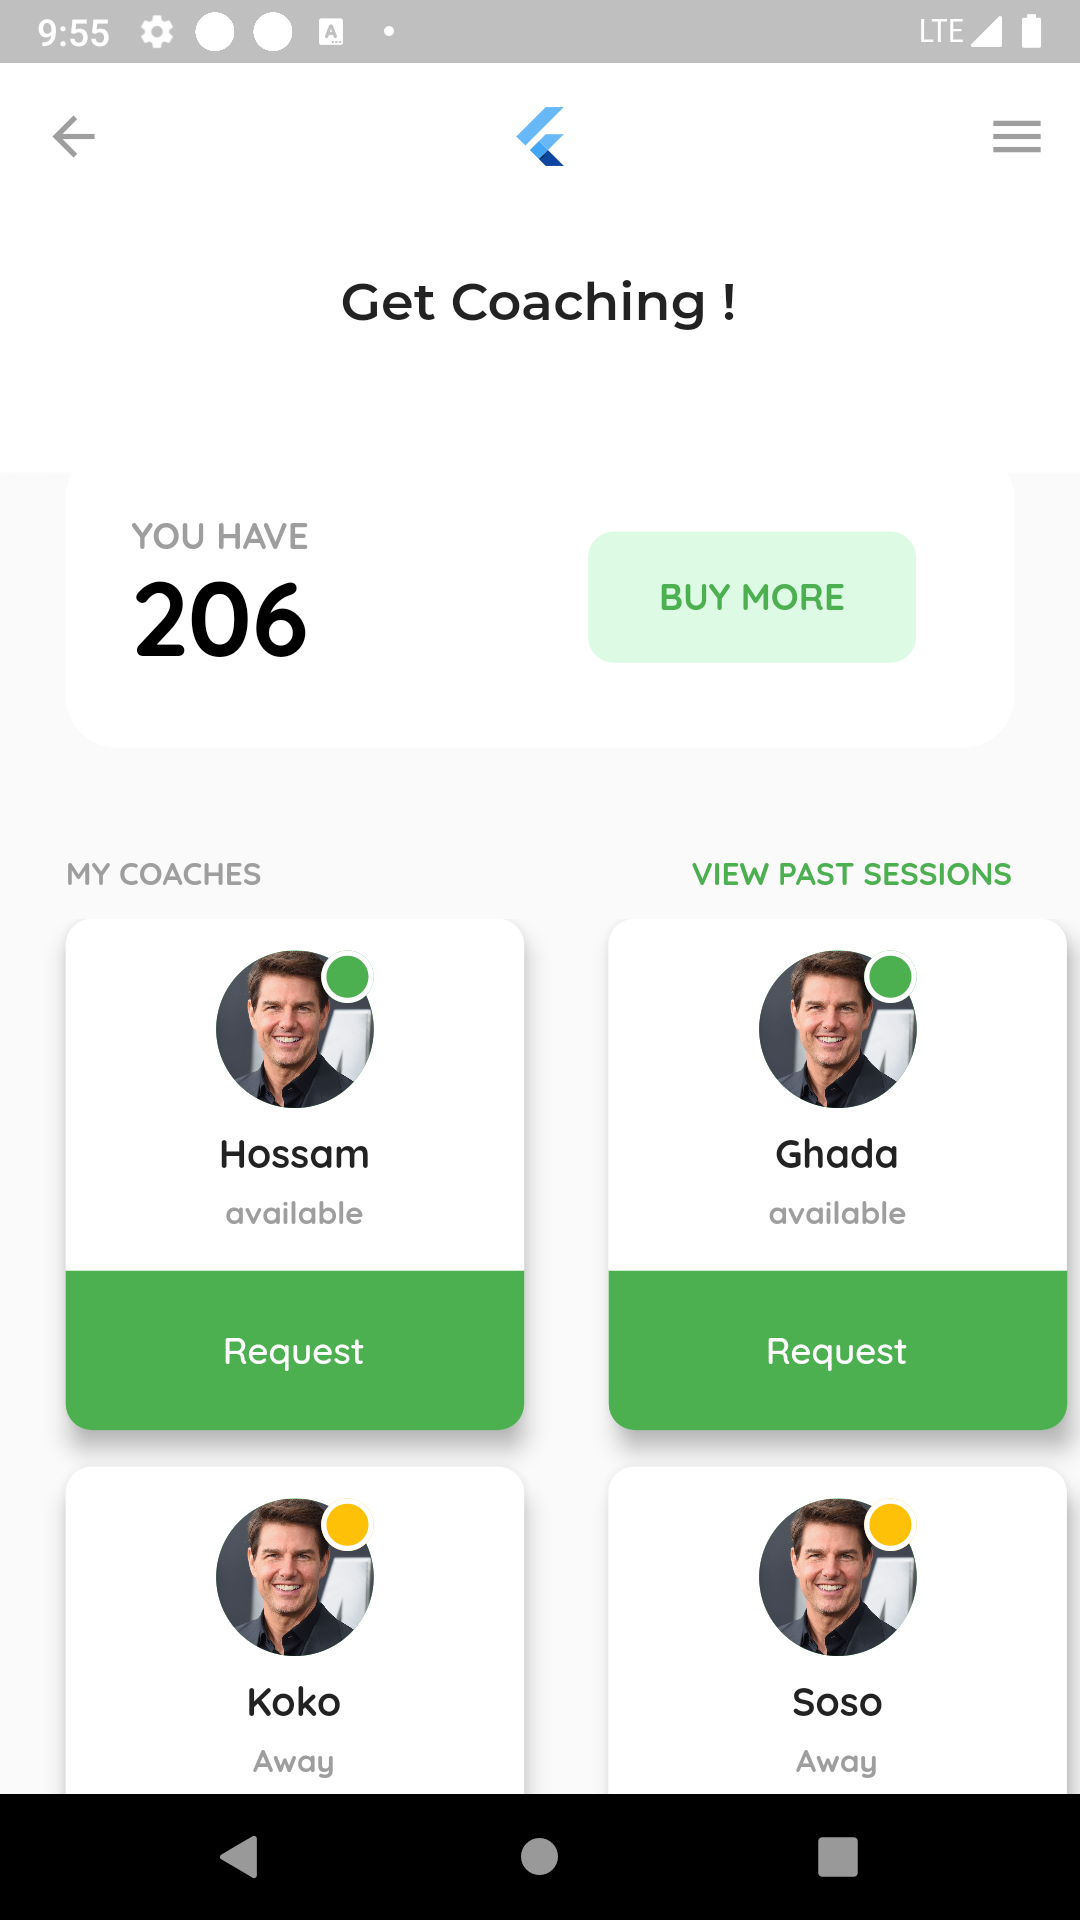 9:55
A
LTE
Get Coaching !
YOU HAVE
206
BUY MORE
MY COACHES
VIEW PAST SESSIONS
Hossam
Ghada
available
available
Request
Request
Koko
Soso
Away
Away